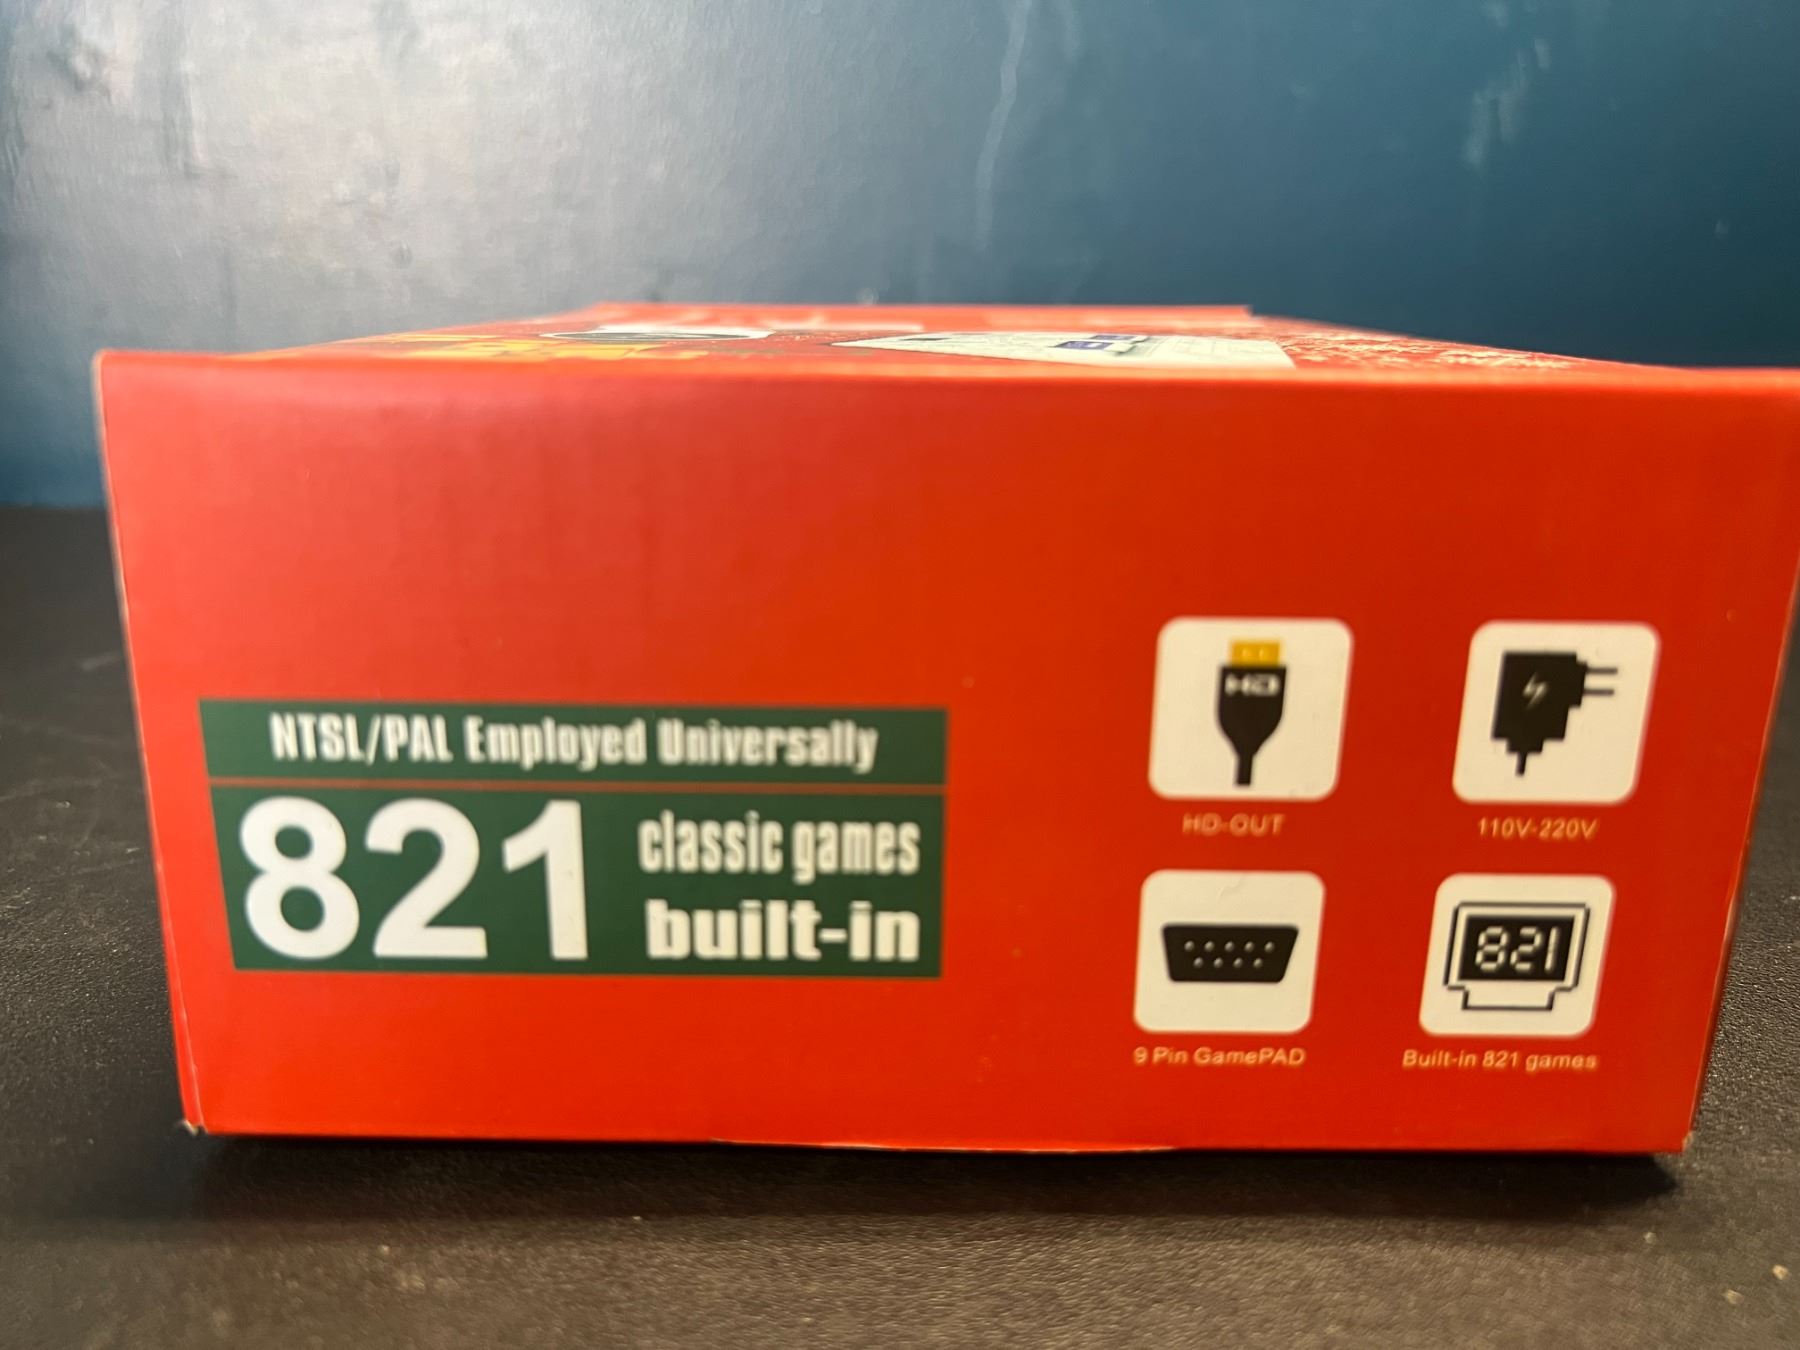 NTSL/PAL Employed Universally
821 classic games
built-in
HD
HD-OUT
110V-220V
9 Pin GamePAD
821
Built-in 821 games